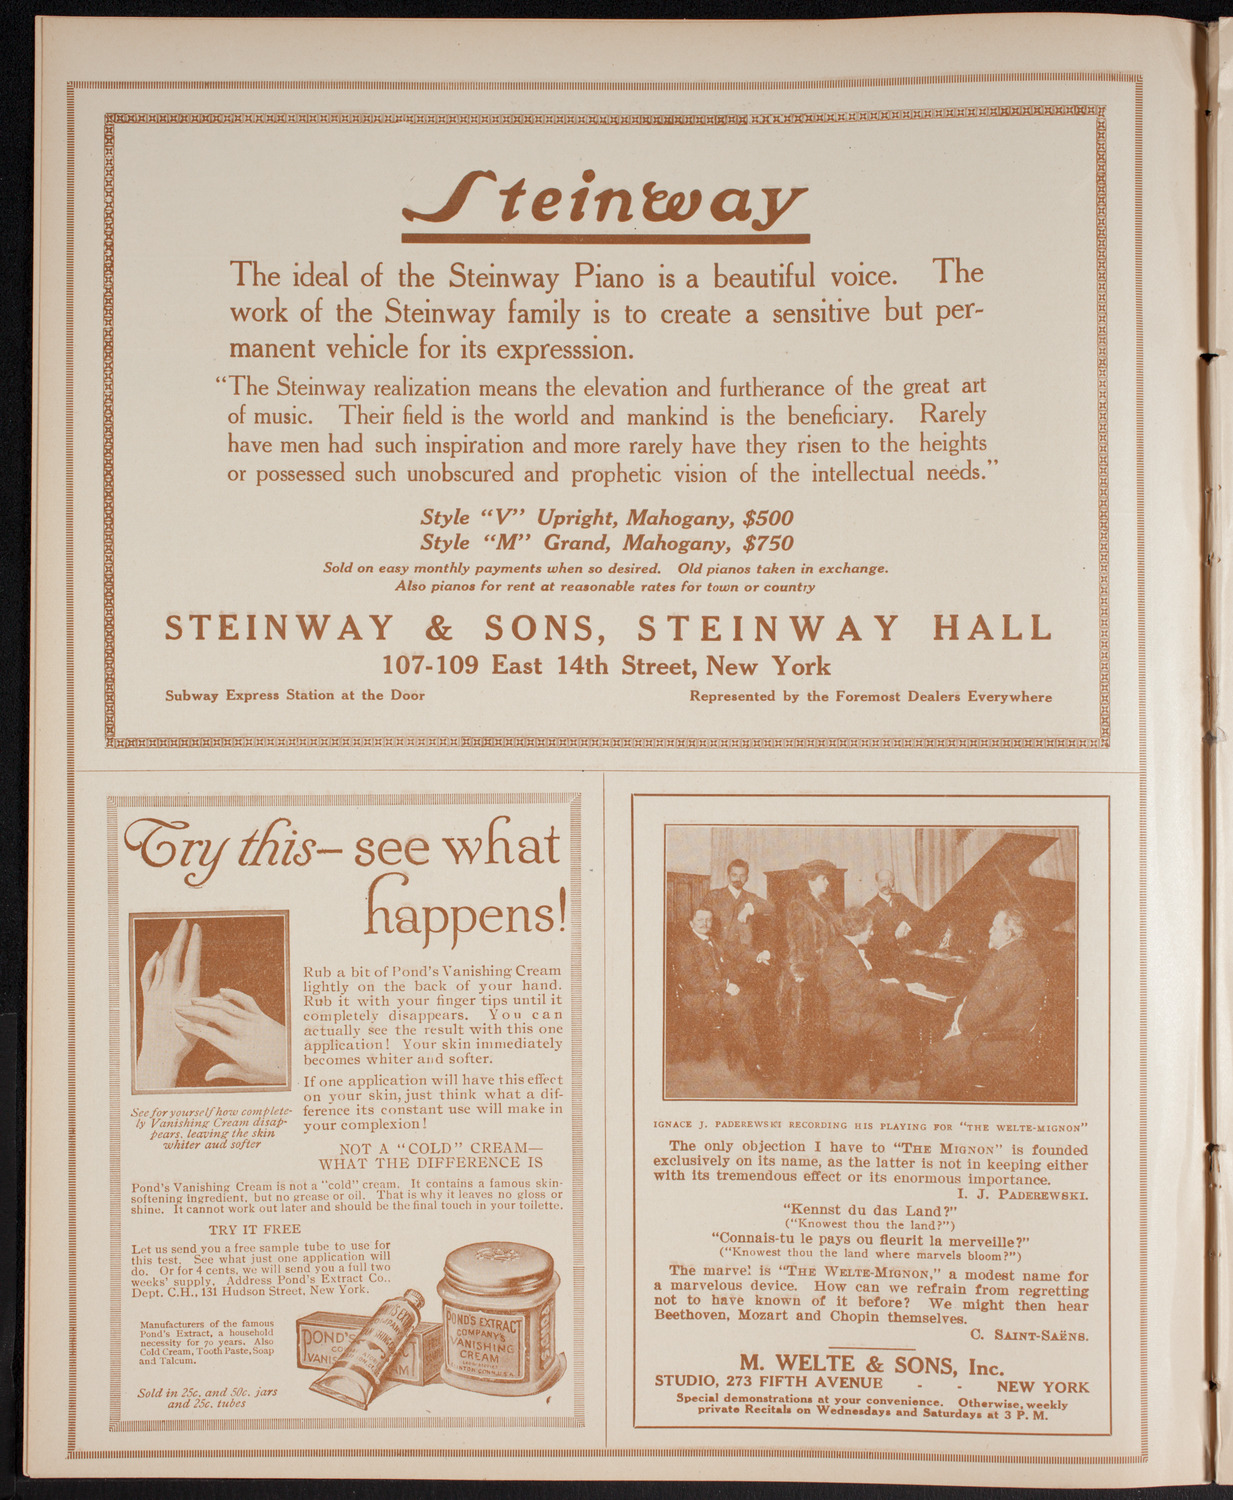 Steinway
The ideal of the Steinway Piano is a beautiful voice. The
work of the Steinway family is to create a sensitive but per-
manent vehicle for its expresssion.
“The Steinway realization means the elevation and furtherance of the great art
of music. Their field is the world and mankind is the beneficiary. Rarely
have men had such inspiration and more rarely have they risen to the heights
or possessed such unobscured and prophetic vision of the intellectual needs.”
Style “V” Upright, Mahogany, $500
Style “M” Grand, Mahogany, $750
Sold on easy monthly payments when so desired. Old pianos taken in exchange.
Also pianos for rent at reasonable rates for town or country
STEINWAY & SONS, STEINWAY HALL
107-109 East 14th Street, New York
Subway Express Station at the Door
Represented by the Foremost Dealers Everywhere
Try this—see what
happens!
Rub a bit of Pond's Vanishing Cream
lightly on the back of your hand.
Rub it with your finger tips until it
completely disappears. You can
actually see the result with this one
application! Your skin immediately
becomes whiter and softer.
If one application will have this effect
on your skin, just think what a dif-
ference its constant use will make in
your complexion!
See for yourself how complete-
ly Vanishing Cream disap-
pears, leaving the skin
whiter and softer
NOT A “COLD” CREAM—
WHAT THE DIFFERENCE IS
Pond's Vanishing Cream is not a “cold” cream. It contains a famous skin-
softening ingredient, but no grease or oil. That is why it leaves no gloss or
shine. It cannot work out later and should be the final touch in your toilette.
TRY IT FREE
Let us send you a free sample tube to use for
this test. See what just one application will
do. Or for 4 cents, we will send you a full two
weeks' supply. Address Pond's Extract Co..
Dept. C.H., 131 Hudson Street, New York.
Manufacturers of the famous
Pond's Extract, a household
necessity for 70 years. Also
Cold Cream, Tooth Paste, Soap
and Talcum.
Sold in 25c. and 50c. jars
and 25c. tubes
POND'S
VANIS
AM
POND'S EXTRACT
COMPANY'S
VANISHING
CREAM
IGNACE J. PADEREWSKI RECORDING HIS PLAYING FOR “THE WELTE-MIGNON”
The only objection I have to “THE MIGNON” is founded
exclusively on its name, as the latter is not in keeping either
with its tremendous effect or its enormous importance.
I. J. PADEREWSKI.
“Kennst du das Land?”
(“Knowest thou the land?”)
“Connais-tu le pays ou fleurit la merveille?”
(“Knowest thou the land where marvels bloom?”)
The marvel is “THE WELTE-MIGNON,” a modest name for
a marvelous device. How can we refrain from regretting
not to have known of it before? We might then hear
Beethoven, Mozart and Chopin themselves.
C. SAINT-SAËNS.
M. WELTE & SONS, Inc.
STUDIO, 273 FIFTH AVENUE - - NEW YORK
Special demonstrations at your convenience. Otherwise, weekly
private Recitals on Wednesdays and Saturdays at 3 P. M.